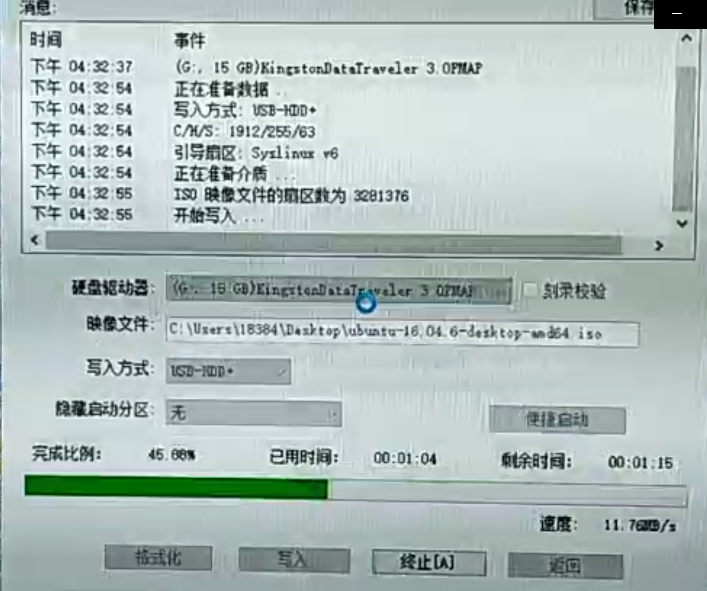 消息:
保存
时间 事件
下午 04:32:37 (G:, 15 GB)KingstonDataTraveler 3.0PMAP
下午 04:32:54 正在准备数据 ...
下午 04:32:54 写入方式: USB-HDD+
下午 04:32:54 C/H/S: 1912/255/63
下午 04:32:54 引导扇区: Syslinux v6
下午 04:32:54 正在准备介质 ...
下午 04:32:55 ISO 映像文件的扇区数为 3281376
下午 04:32:55 开始写入 ...
硬盘驱动器: (G:, 15 GB)KingstonDataTraveler 3.0PMAP 刻录校验
映像文件: C:\Users\18384\Desktop\ubuntu-16.04.6-desktop-amd64.iso
写入方式: USB-HDD+
隐藏启动分区: 无 便捷启动
完成比例: 45.68% 已用时间: 00:01:04 剩余时间: 00:01:15
速度: 11.76MB/s
格式化 写入 终止[A] 返回